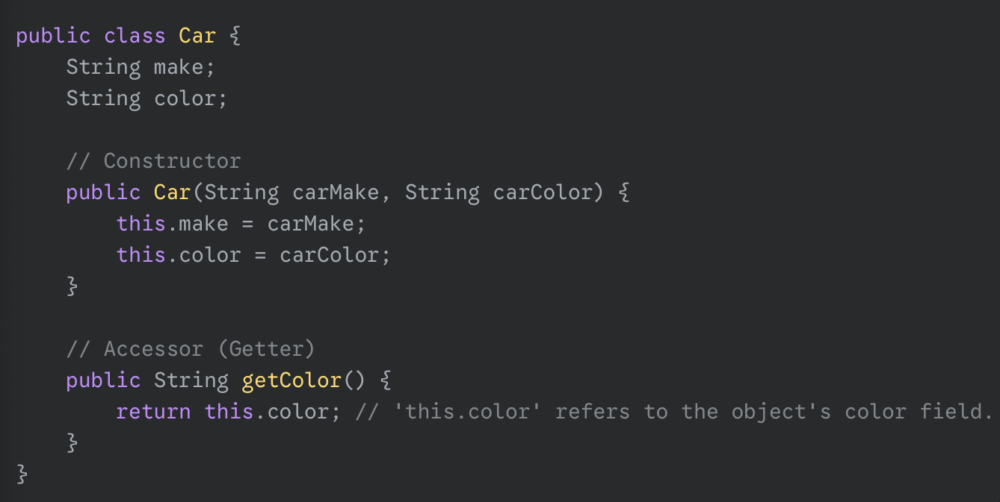 public class Car {
    String make;
    String color;

    // Constructor
    public Car(String carMake, String carColor) {
        this.make = carMake;
        this.color = carColor;
    }

    // Accessor (Getter)
    public String getColor() {
        return this.color; // 'this.color' refers to the object's color field.
    }
}